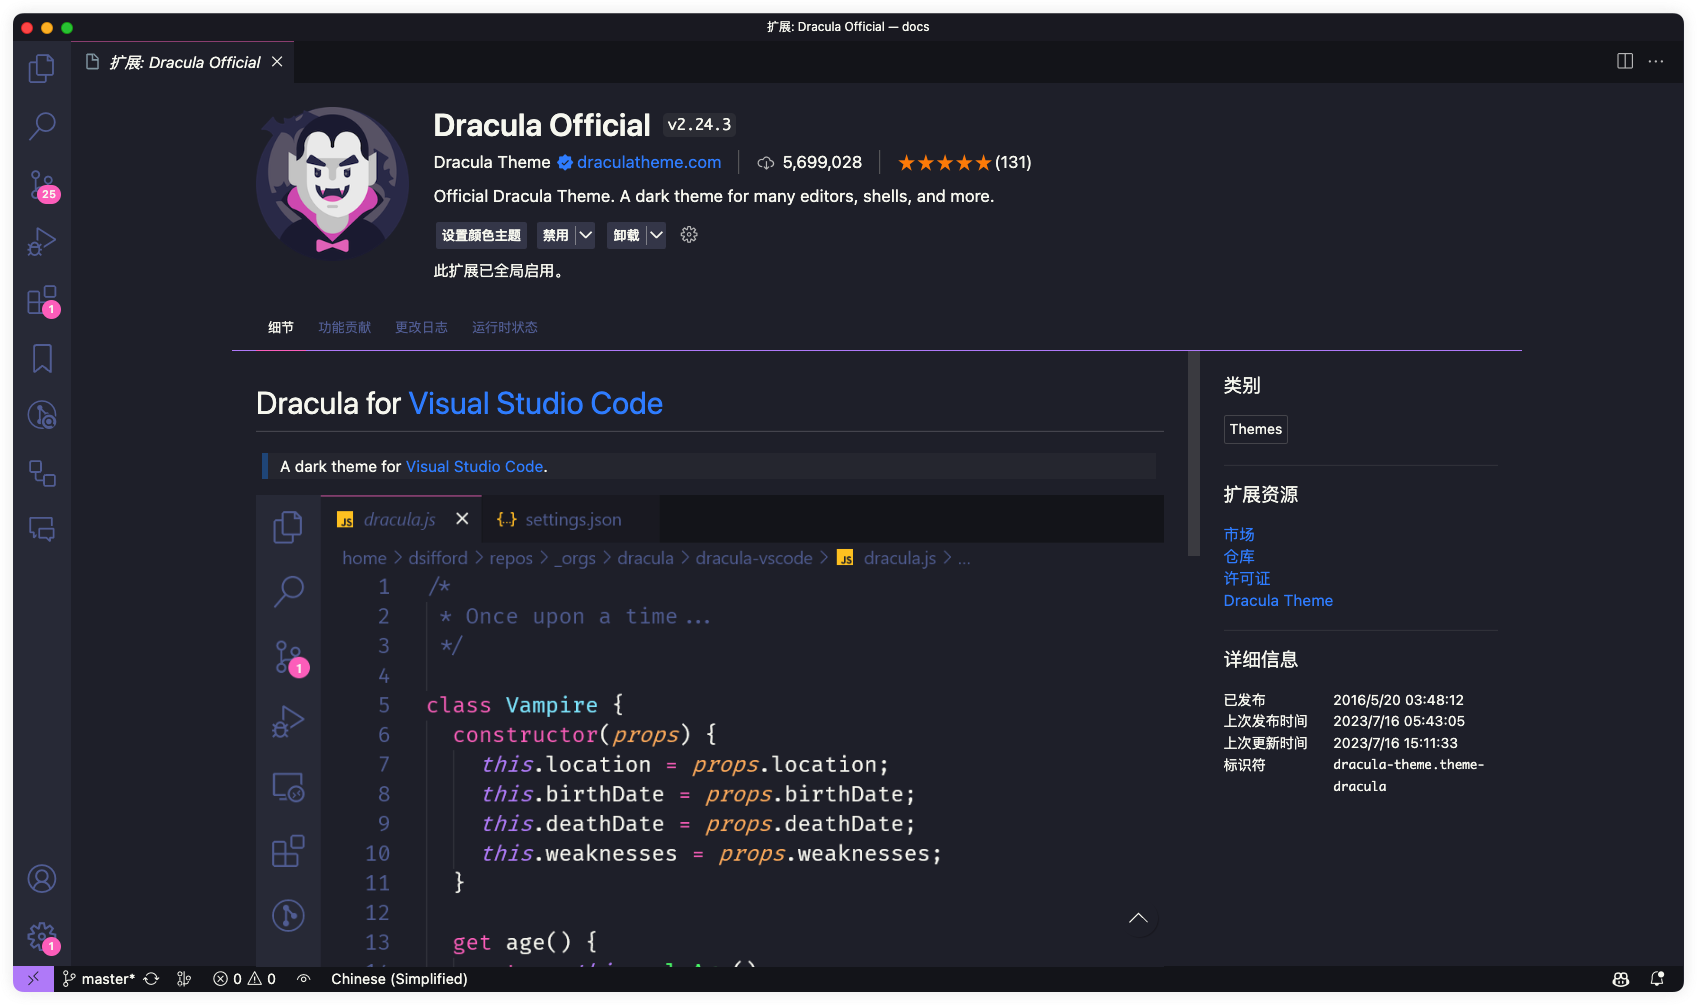 扩展: Dracula Official — docs
扩展: Dracula Official
Dracula Official v2.24.3
Dracula Theme draculatheme.com 5,699,028 ★★★★★(131)
Official Dracula Theme. A dark theme for many editors, shells, and more.
设置颜色主题 禁用 卸载
此扩展已全局启用。
细节 功能贡献 更改日志 运行时状态
25
1
1
Dracula for Visual Studio Code
A dark theme for Visual Studio Code.
JS dracula.js {..} settings.json
home > dsifford > repos > _orgs > dracula > dracula-vscode > JS dracula.js > ...
1
1 /*
2 * Once upon a time...
3 */
4
5 class Vampire {
6 constructor(props) {
7 this.location = props.location;
8 this.birthDate = props.birthDate;
9 this.deathDate = props.deathDate;
10 this.weaknesses = props.weaknesses;
11 }
12
13 get age() {
类别
Themes
扩展资源
市场
仓库
许可证
Dracula Theme
详细信息
已发布 2016/5/20 03:48:12
上次发布时间 2023/7/16 05:43:05
上次更新时间 2023/7/16 15:11:33
标识符 dracula-theme.theme-
dracula
master* 0 0 Chinese (Simplified)